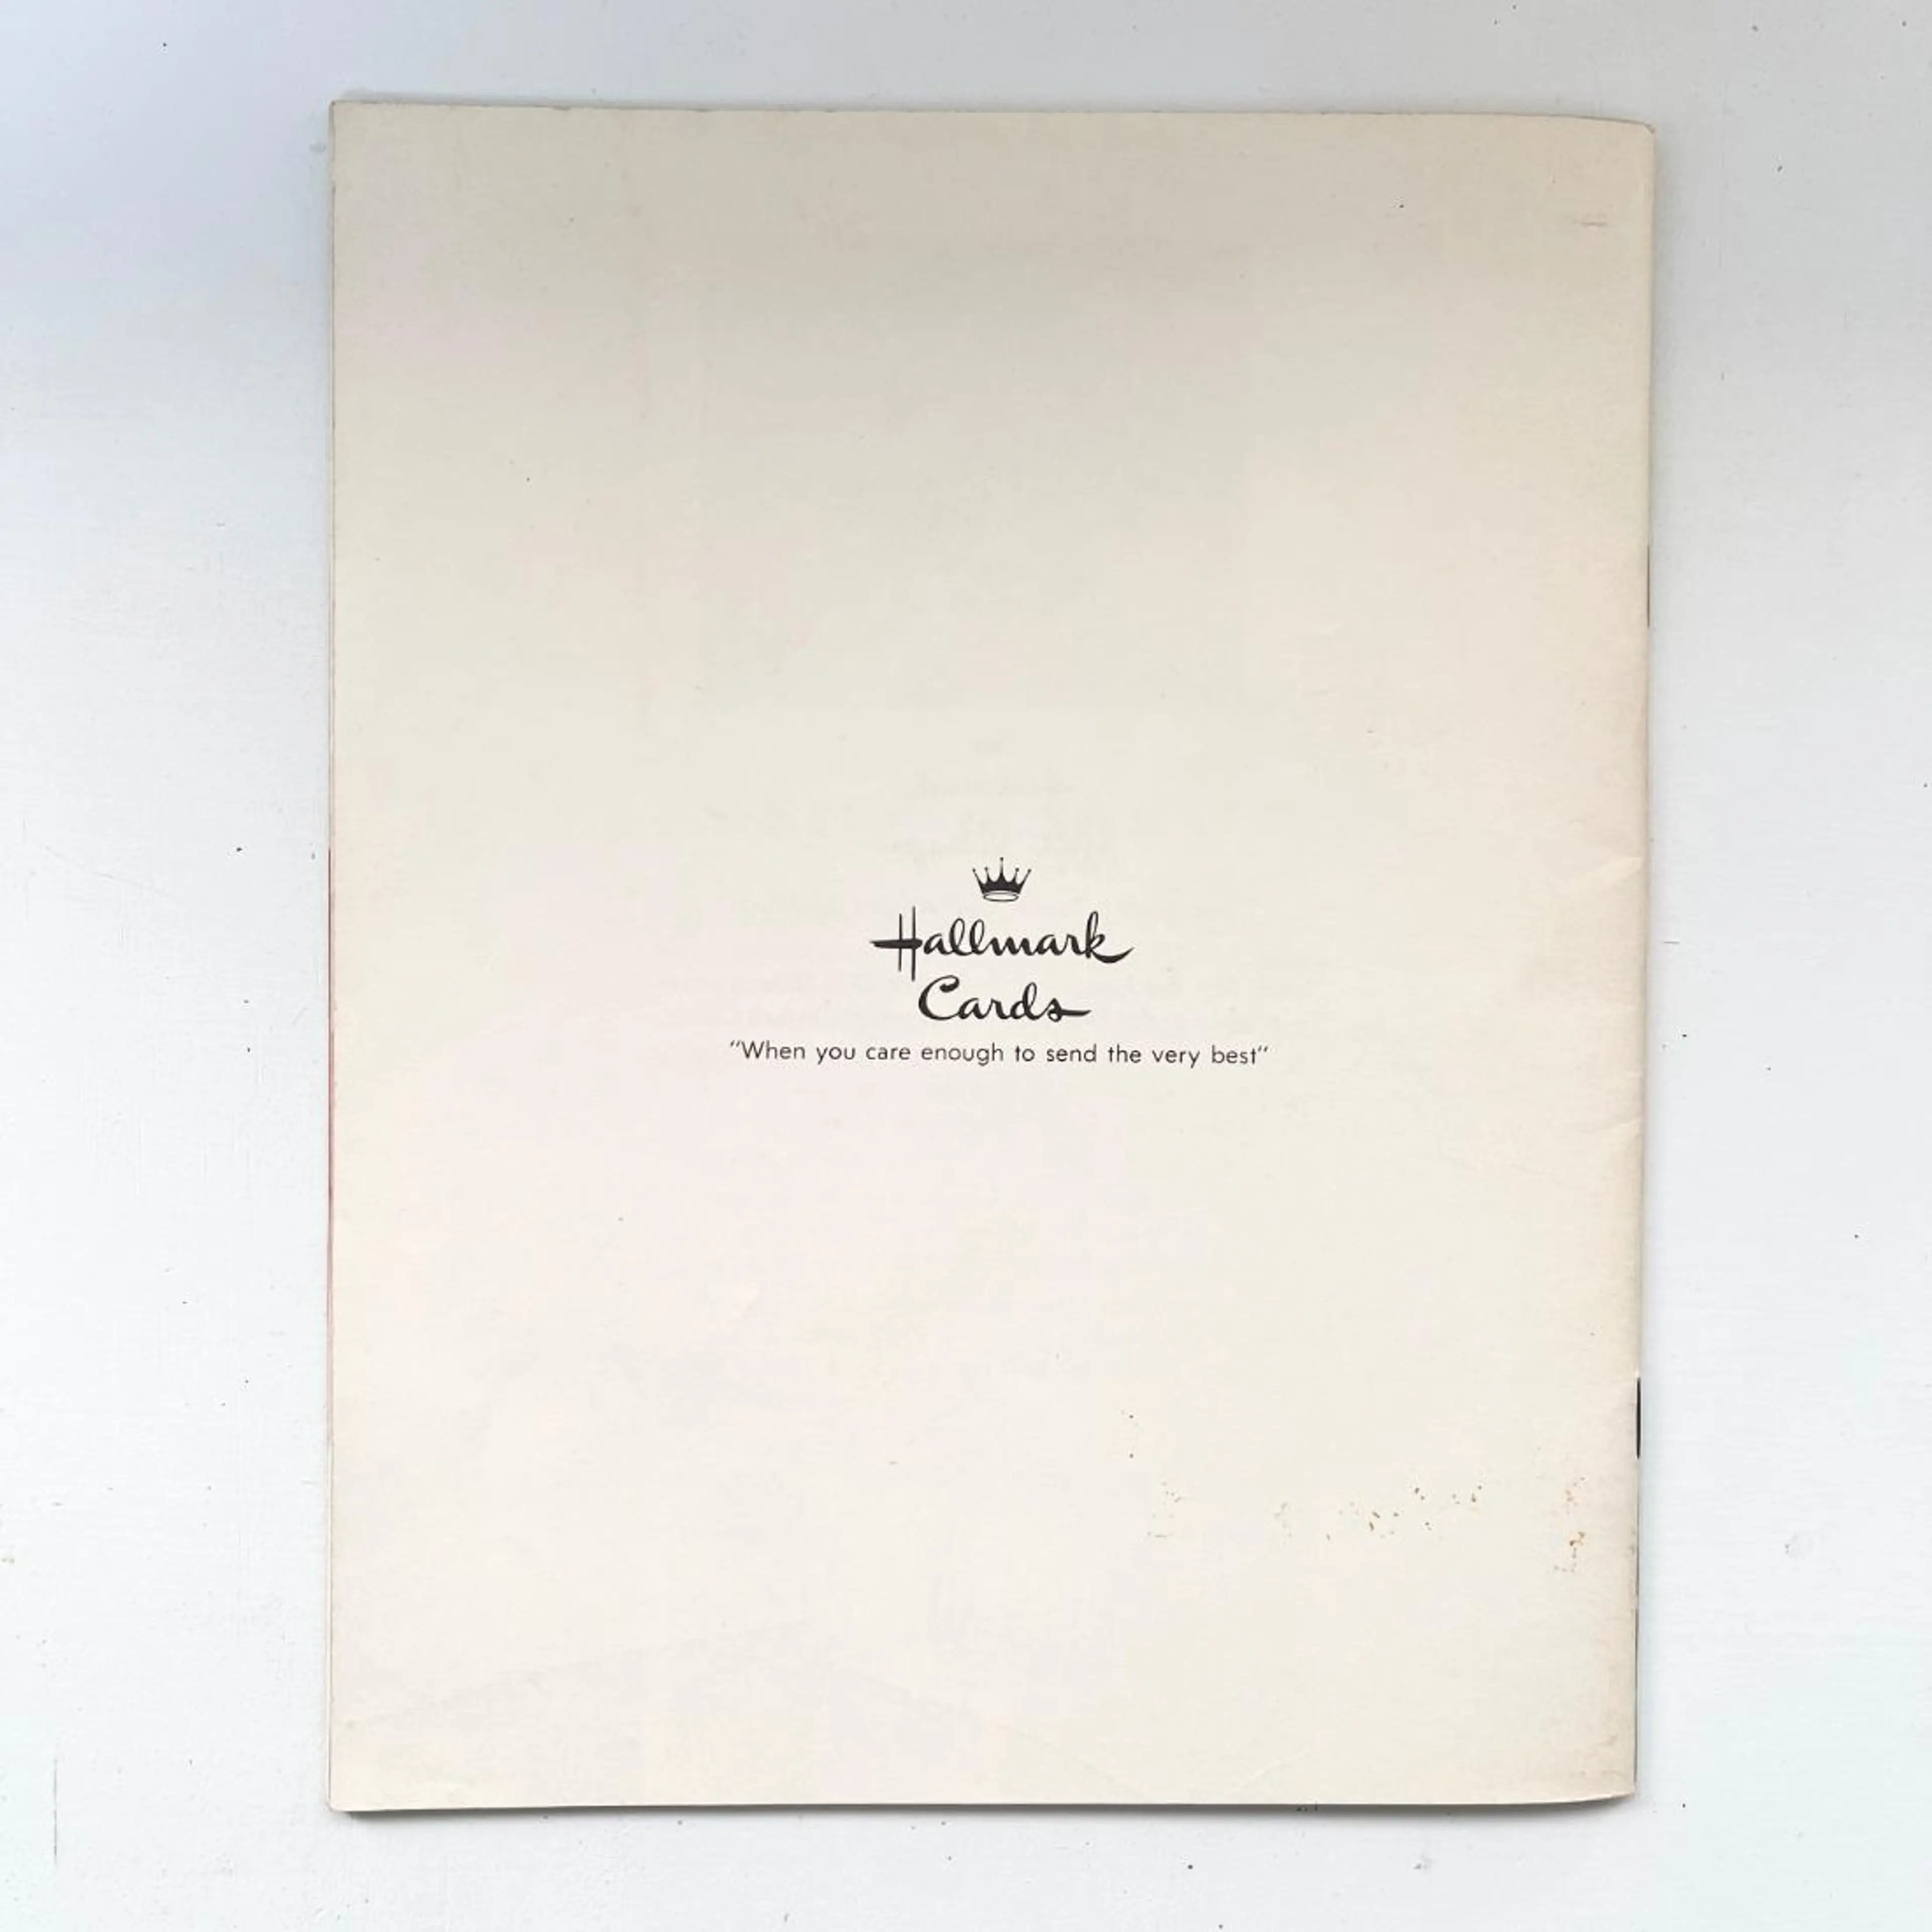 Hallmark
Cards
"When you care enough to send the very best"